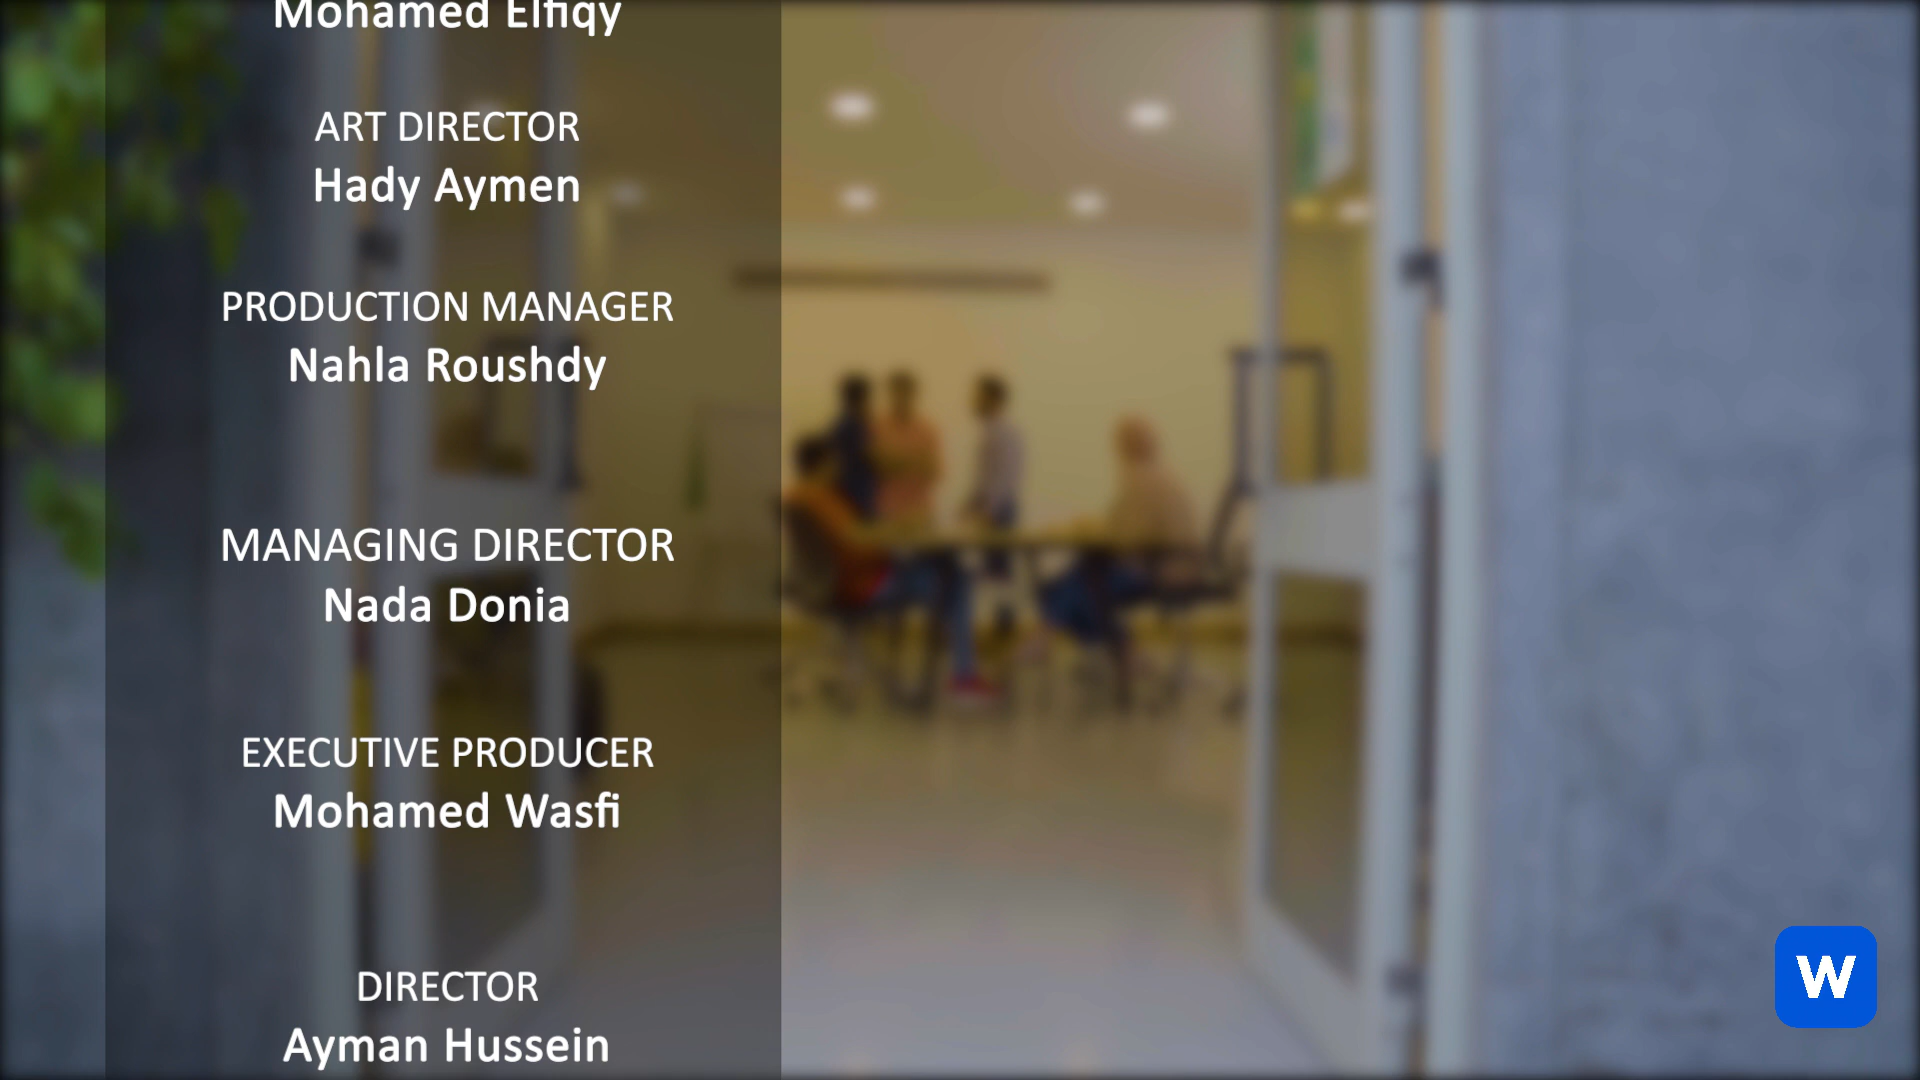 Mohamed Elfiqy
ART DIRECTOR
Hady Aymen
PRODUCTION MANAGER
Nahla Roushdy
MANAGING DIRECTOR
Nada Donia
EXECUTIVE PRODUCER
Mohamed Wasfi
DIRECTOR
Ayman Hussein
W